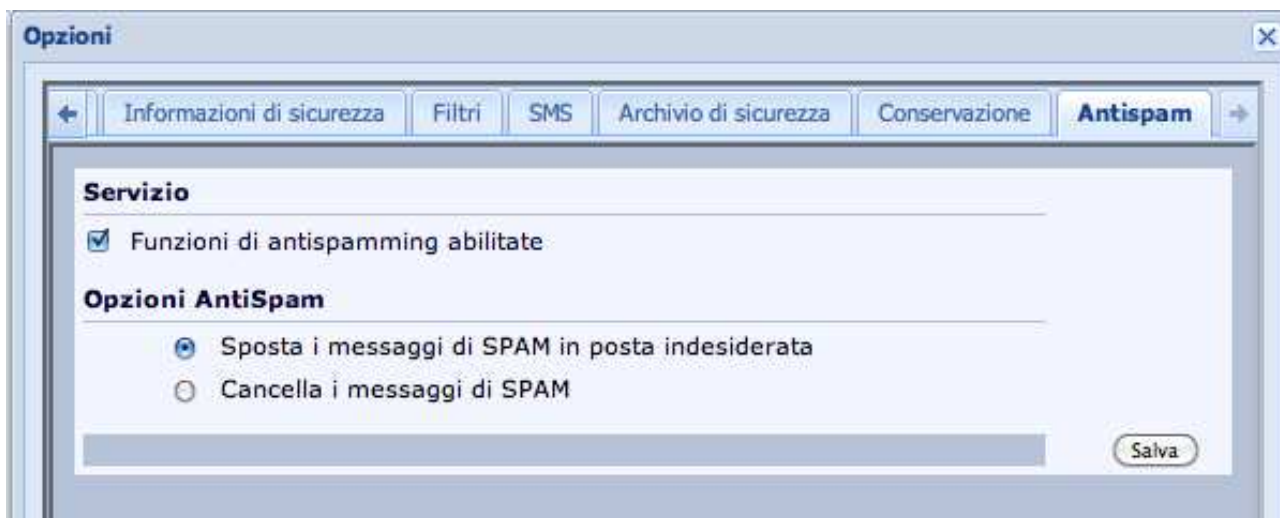 Opzioni
Informazioni di sicurezza Filtri SMS Archivio di sicurezza Conservazione Antispam
Servizio
Funzioni di antispamming abilitate
Opzioni AntiSpam
Sposta i messaggi di SPAM in posta indesiderata
Cancella i messaggi di SPAM
Salva